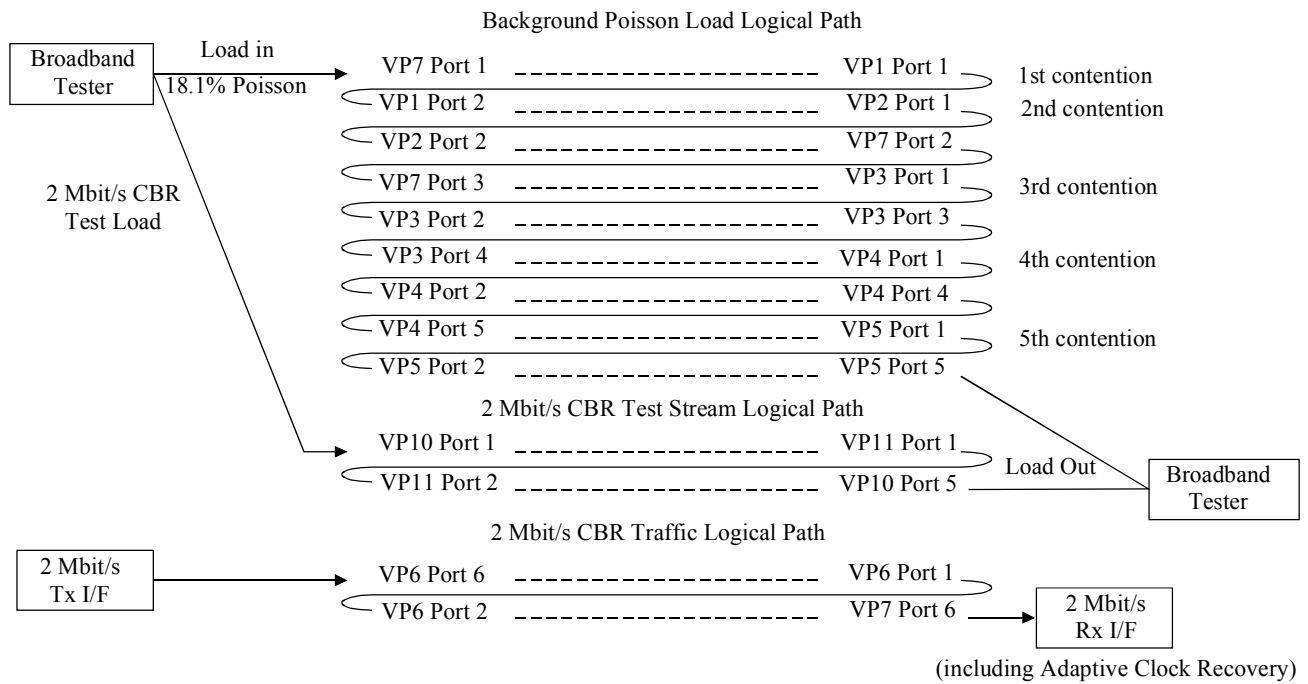 Background Poisson Load Logical Path
Broadband
Tester
Load in
18.1% Poisson
VP7 Port 1
VP1 Port 1
1st contention
VP1 Port 2
VP2 Port 1
2nd contention
VP2 Port 2
VP7 Port 2
VP7 Port 3
VP3 Port 1
3rd contention
2 Mbit/s CBR
Test Load
VP3 Port 2
VP3 Port 3
VP3 Port 4
VP4 Port 1
4th contention
VP4 Port 2
VP4 Port 4
VP4 Port 5
VP5 Port 1
5th contention
VP5 Port 2
VP5 Port 5
2 Mbit/s CBR Test Stream Logical Path
VP10 Port 1
VP11 Port 1
VP11 Port 2
VP10 Port 5
Load Out
Broadband
Tester
2 Mbit/s CBR Traffic Logical Path
2 Mbit/s
Tx I/F
VP6 Port 6
VP6 Port 1
VP6 Port 2
VP7 Port 6
2 Mbit/s
Rx I/F
(including Adaptive Clock Recovery)